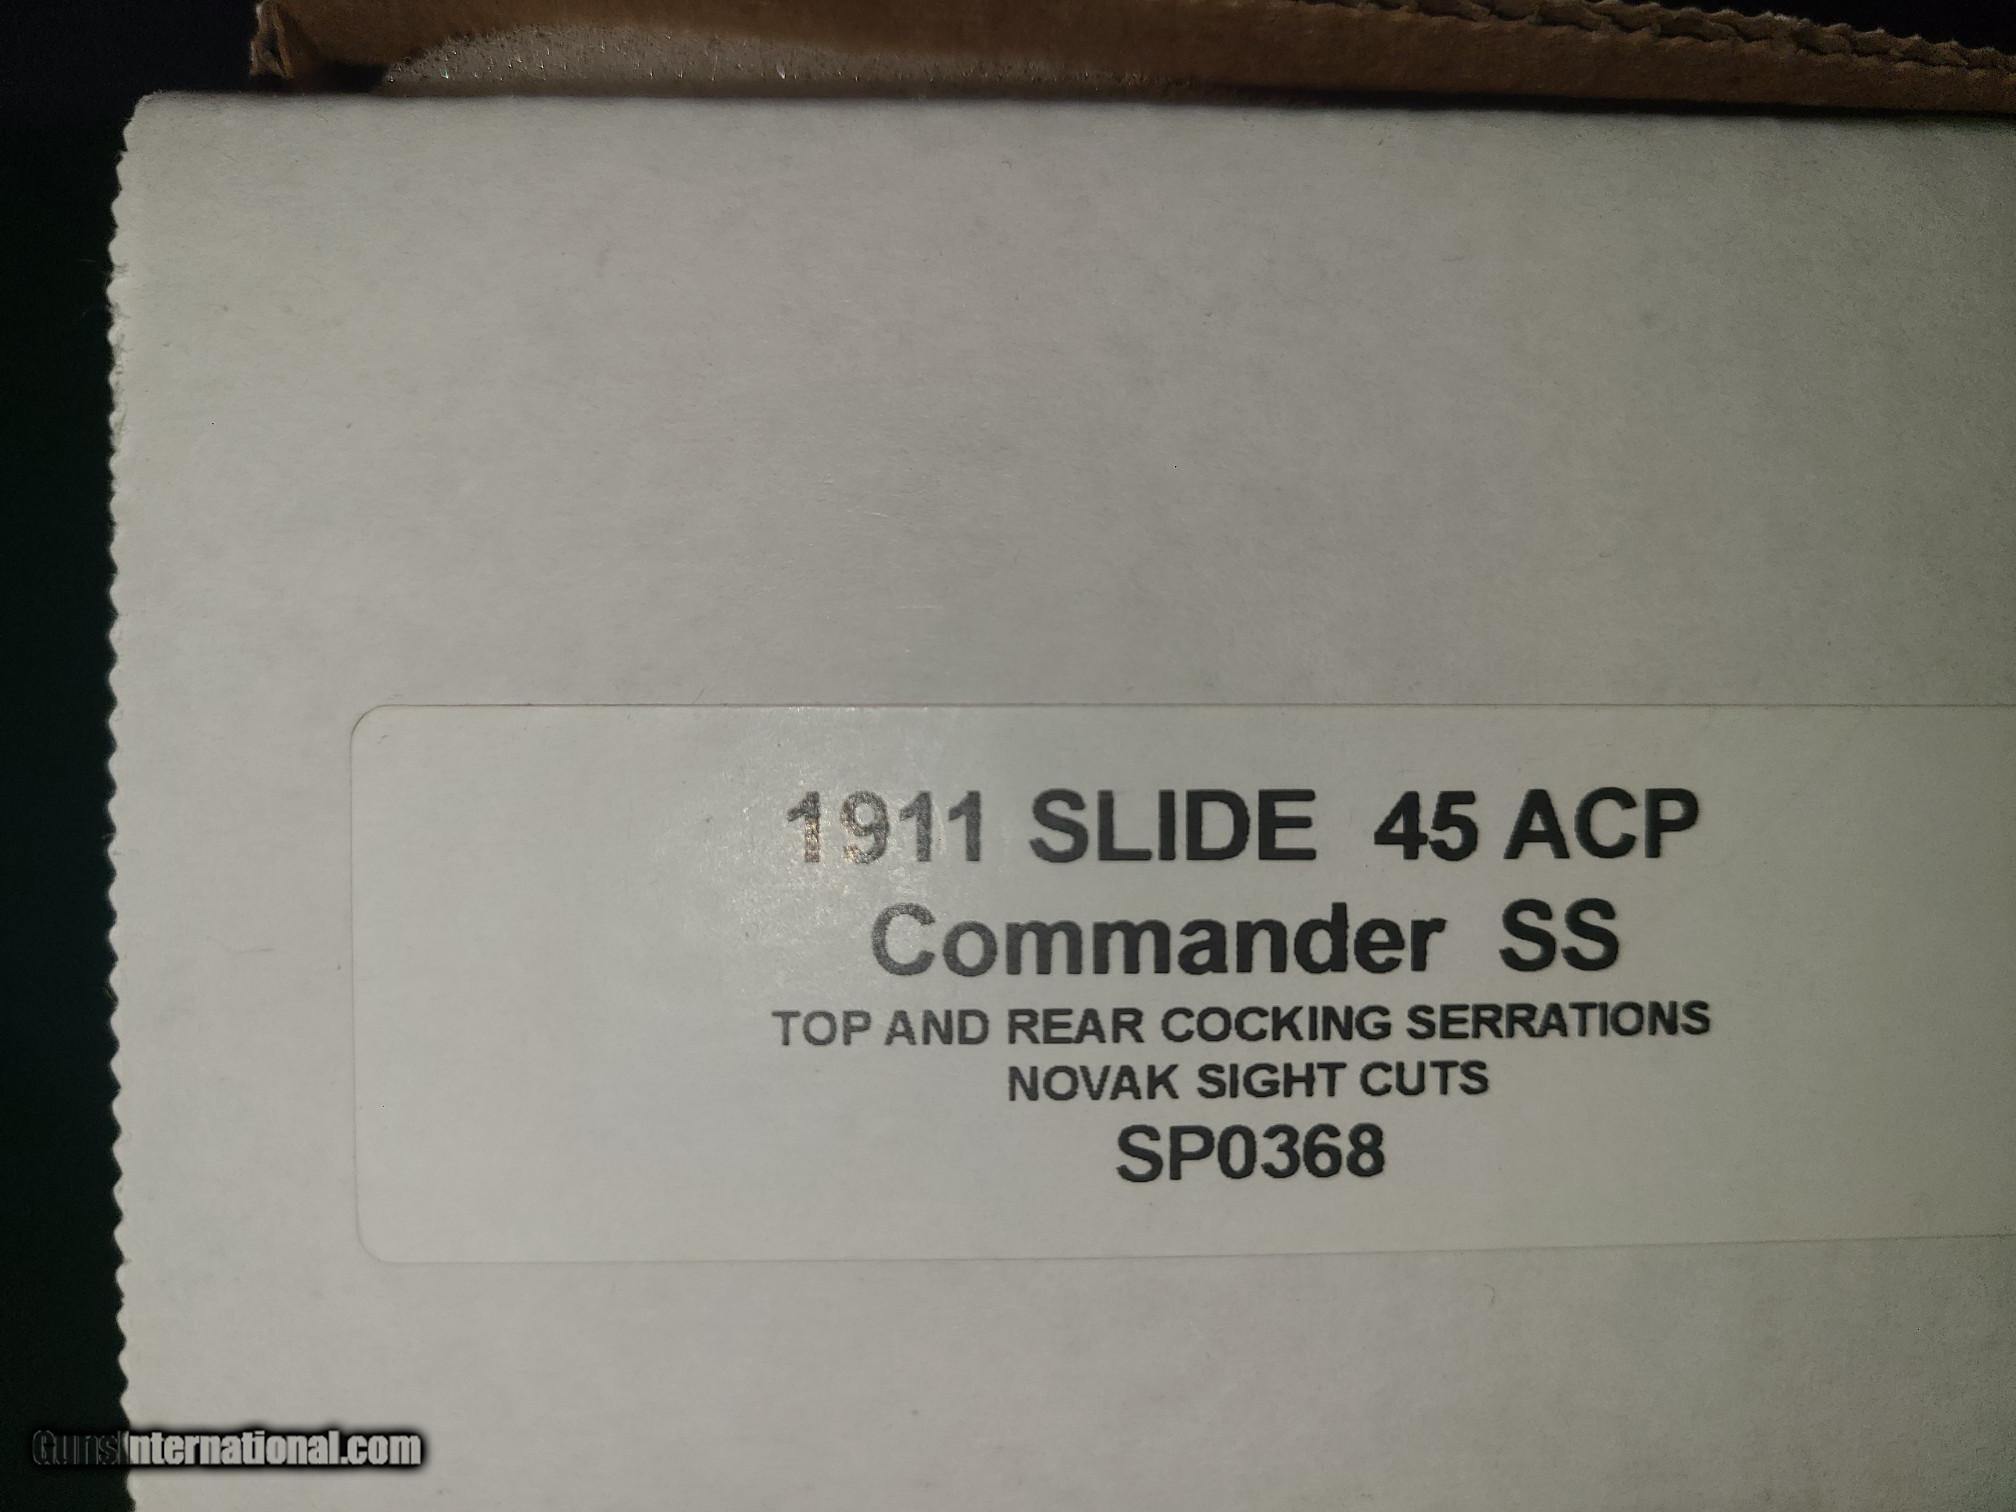 1911 SLIDE 45 ACP
Commander SS
TOP AND REAR COCKING SERRATIONS
NOVAK SIGHT CUTS
SP0368
GunsInternational.com